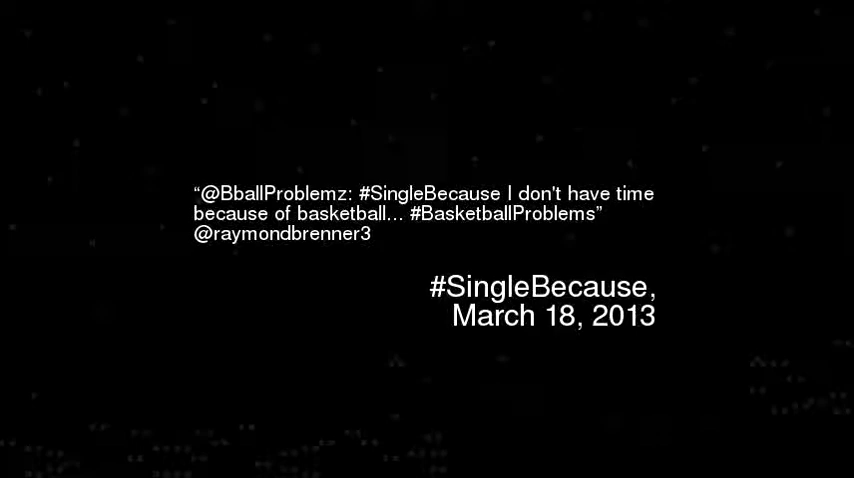 “@BballProblemz: #SingleBecause I don't have time
because of basketball... #BasketballProblems”
@raymondbrenner3
#SingleBecause,
March 18, 2013